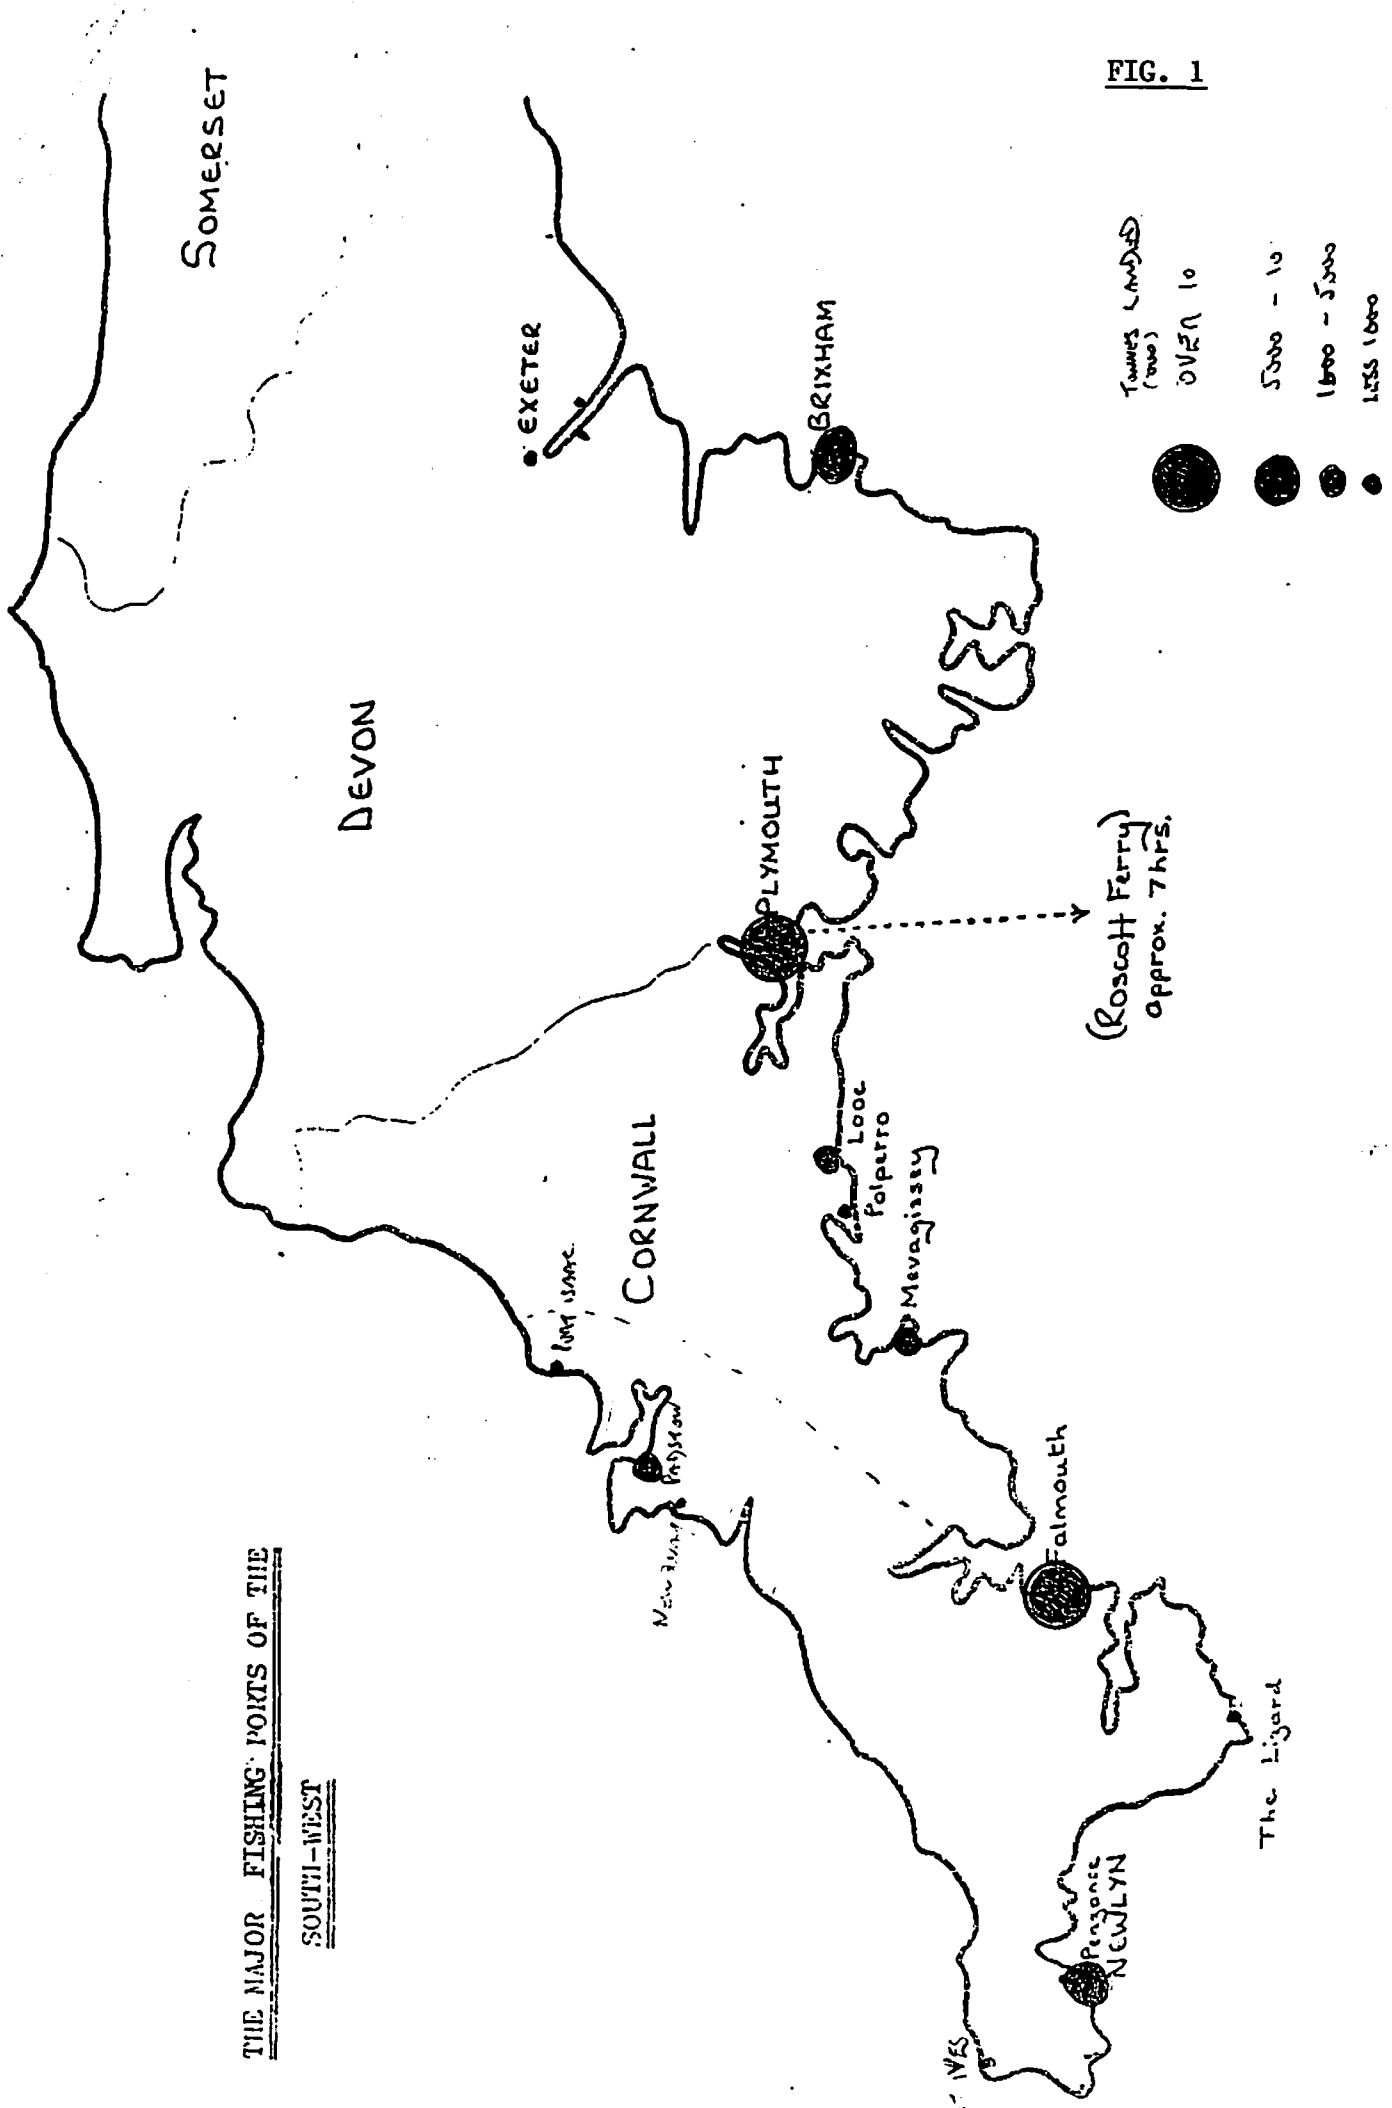 FIG. 1
THE MAJOR FISHING PORTS OF THE
SOUTH-WEST
SOMERSET
DEVON
CORNWALL
EXETER
BRIXHAM
PLYMOUTH
(Roscoff Ferry)
approx. 7hrs.
Looe
Polperro
Mevagissey
Falmouth
The Lizard
Penzance
NEWLYN
IVES
PADSTOW
PORT ISAAC
TONNES LANDED
('000)
OVER 10
5000 - 10
1000 - 5000
LESS 1000